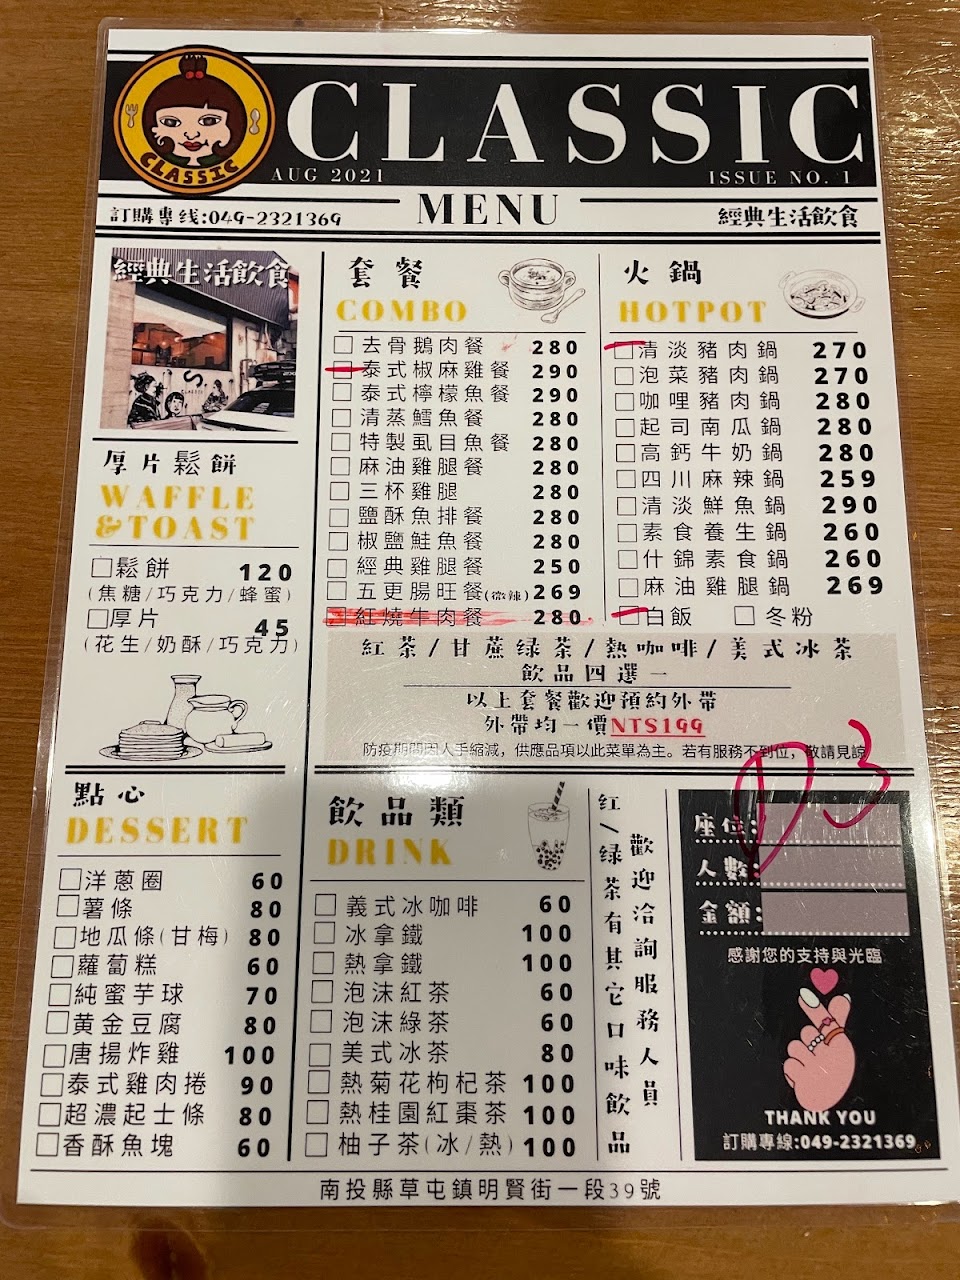 CLASSIC
CLASSIC
AUG 2021
ISSUE NO. 1
訂購專线:049-2321369
MENU
經典生活飲食
經典生活飲食
厚片鬆餅
WAFFLE
&TOAST
鬆餅 120
(焦糖/巧克力/蜂蜜)
厚片 45
(花生/奶酥/巧克力)
套餐
COMBO
去骨鵝肉餐 280
泰式椒麻雞餐 290
泰式檸檬魚餐 290
清蒸鱈魚餐 280
特製虱目魚餐 280
麻油雞腿餐 280
三杯雞腿 280
鹽酥魚排餐 280
椒鹽鮭魚餐 280
經典雞腿餐 250
五更腸旺餐(微辣) 269
紅燒牛肉餐 280
火鍋
HOTPOT
清淡豬肉鍋 270
泡菜豬肉鍋 270
咖哩豬肉鍋 280
起司南瓜鍋 280
高鈣牛奶鍋 280
四川麻辣鍋 259
清淡鮮魚鍋 290
素食養生鍋 260
什錦素食鍋 260
麻油雞腿鍋 269
白飯 冬粉
紅茶/甘蔗绿茶/熱咖啡/美式冰茶
飲品四選一
以上套餐歡迎預約外帶
外帶均一價NT$199
防疫期間因人手縮減，供應品項以此菜單為主。若有服務不到位，敬請見諒
點心
DESSERT
洋蔥圈 60
薯條 80
地瓜條(甘梅) 80
蘿蔔糕 60
純蜜芋球 70
黃金豆腐 80
唐揚炸雞 100
泰式雞肉捲 90
超濃起士條 80
香酥魚塊 60
飲品類
DRINK
義式冰咖啡 60
冰拿鐵 100
熱拿鐵 100
泡沫紅茶 60
泡沫綠茶 60
美式冰茶 80
熱菊花枸杞茶 100
熱桂園紅棗茶 100
柚子茶(冰/熱) 100
红/绿茶有其它口味飲品
歡迎洽詢服務人員
D3
座位:
人數:
金額:
感謝您的支持與光臨
THANK YOU
訂購專線:049-2321369
南投縣草屯鎮明賢街一段39號